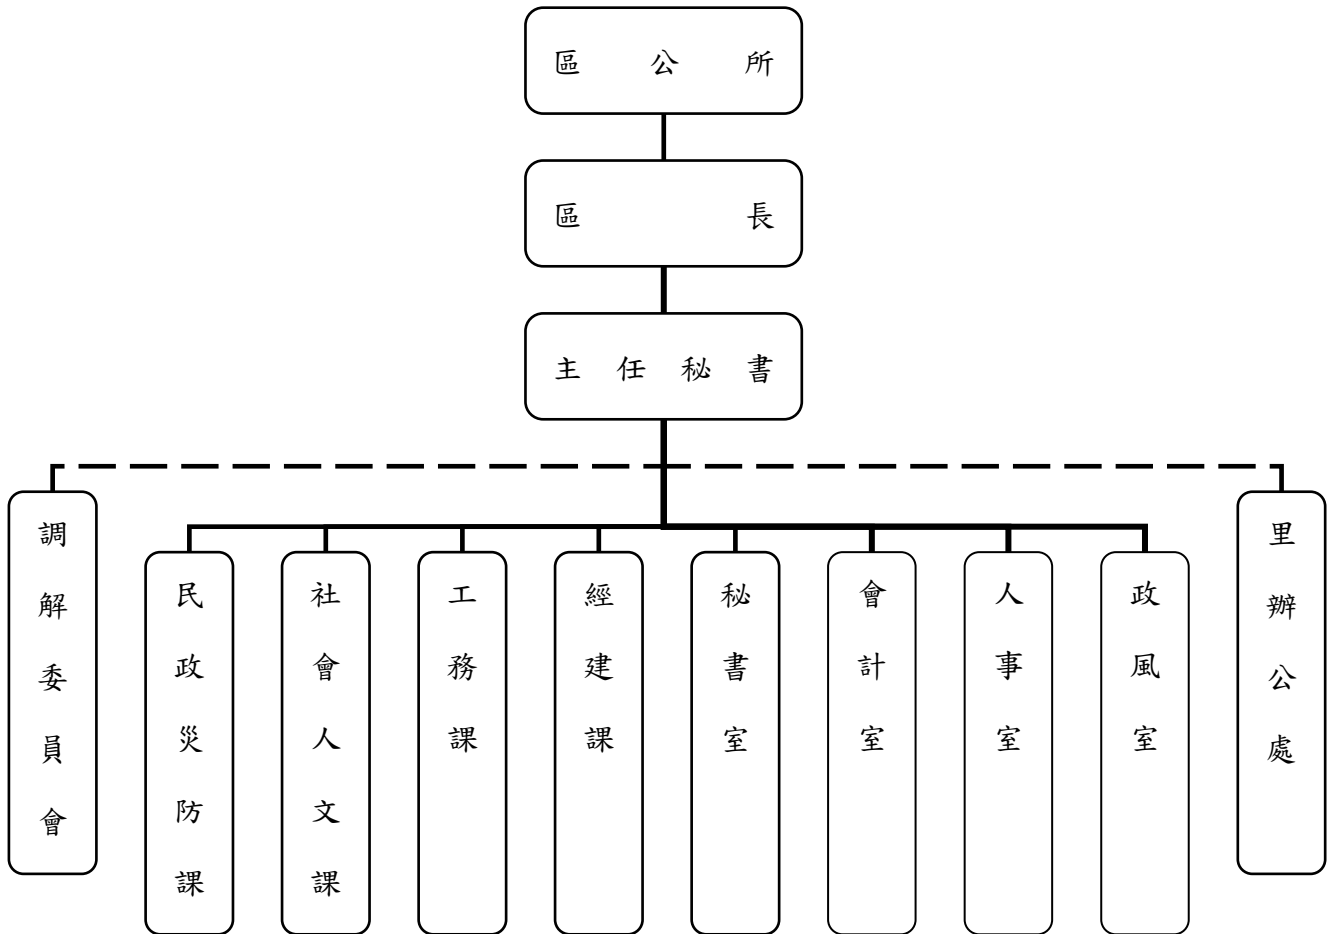 區公所
區長
主任秘書
調解委員會
民政災防課
社會人文課
工務課
經建課
秘書室
會計室
人事室
政風室
里辦公處